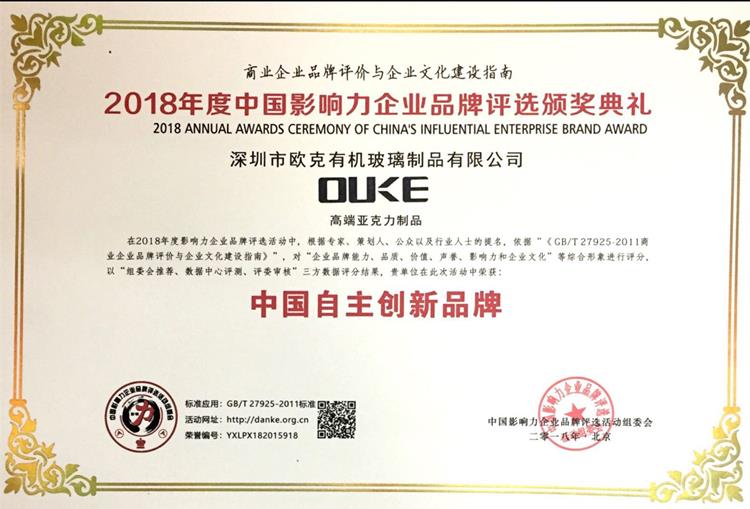 商业企业品牌评价与企业文化建设指南
2018年度中国影响力企业品牌评选颁奖典礼
2018 ANNUAL AWARDS CEREMONY OF CHINA'S INFLUENTIAL ENTERPRISE BRAND AWARD
深圳市欧克有机玻璃制品有限公司
OUKE
高端亚克力制品
在2018年度影响力企业品牌评选活动中，根据专家、策划人、公众以及行业人士的提名，依据“《GB/T 27925-2011商
业企业品牌评价与企业文化建设指南》”，对“企业品牌能力、品质、价值、声誉、影响力和企业文化”等综合形象进行评分，
以“组委会推荐、数据中心评测、评委审核”三方数据评分结果，贵单位在此次活动中荣获：
中国自主创新品牌
标准应用：GB/T 27925-2011标准
活动网址：http://danke.org.cn
荣誉编号：YXLPX182015918
中国影响力企业品牌评选活动组委会
二零一八年·北京